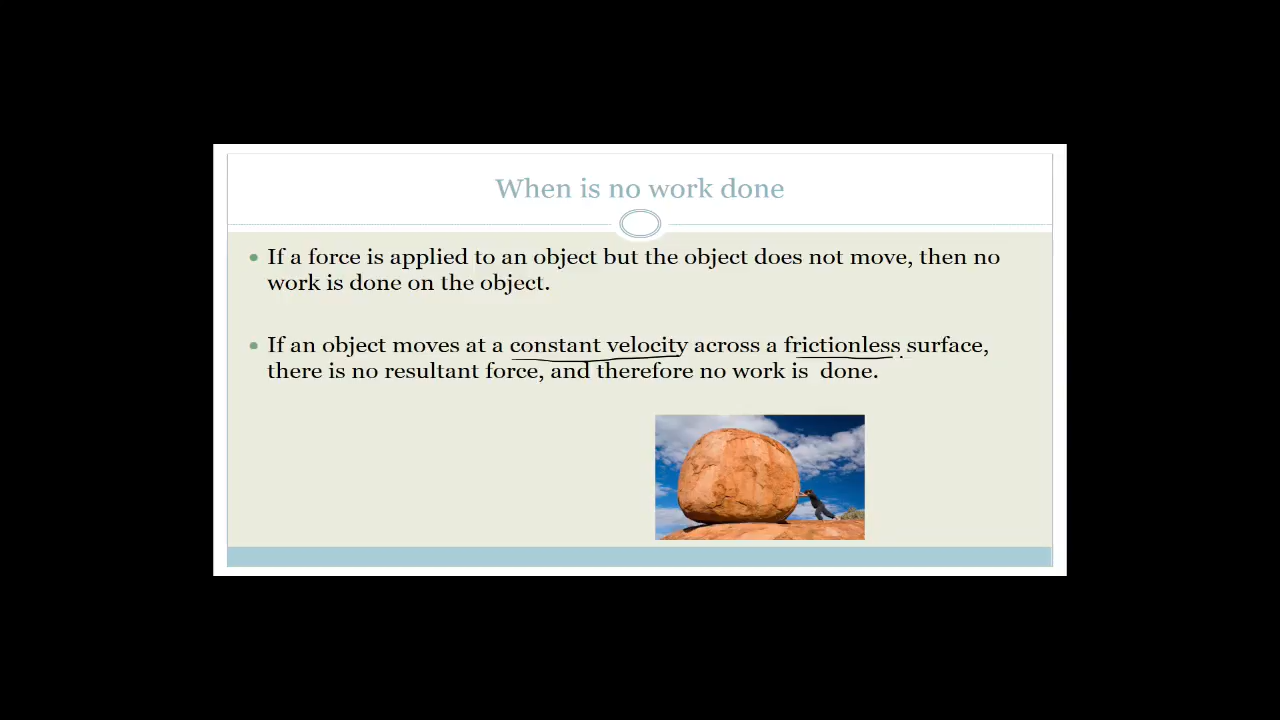 When is no work done
If a force is applied to an object but the object does not move, then no
work is done on the object.
If an object moves at a constant velocity across a frictionless surface,
there is no resultant force, and therefore no work is  done.